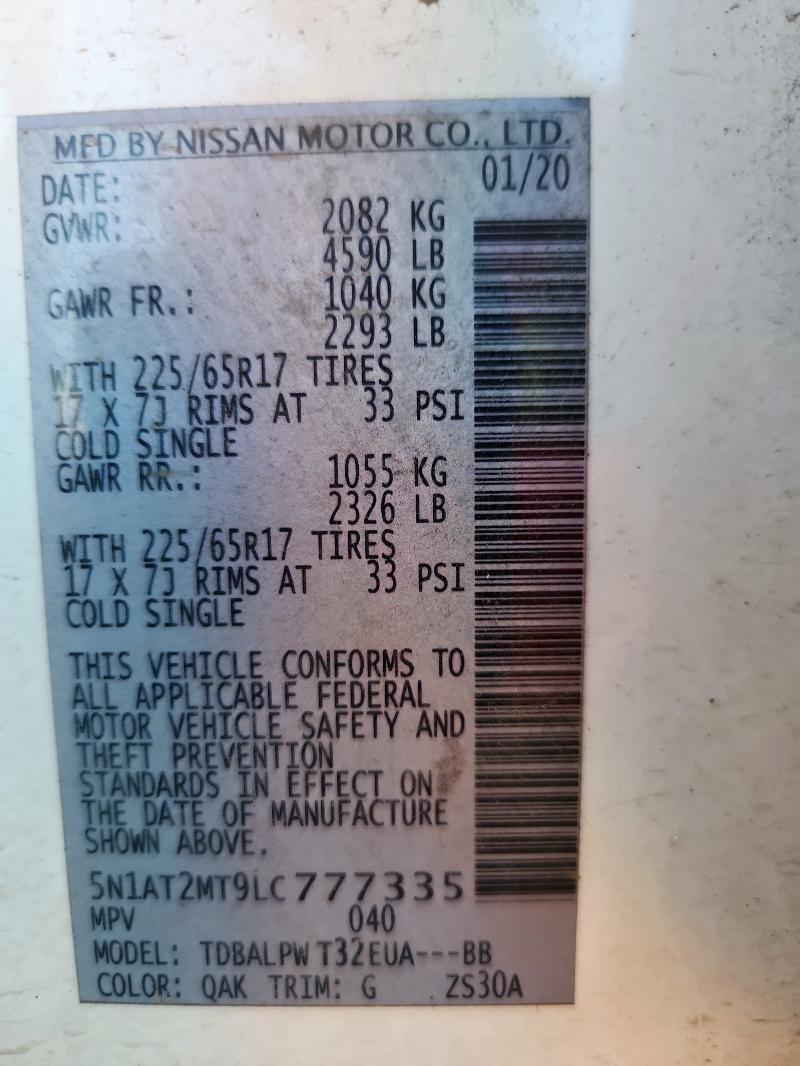 MFD BY NISSAN MOTOR CO., LTD.
DATE: 01/20
GVWR: 2082 KG
4590 LB
GAWR FR.: 1040 KG
2293 LB
WITH 225/65R17 TIRES
17 X 7J RIMS AT 33 PSI
COLD SINGLE
GAWR RR.: 1055 KG
2326 LB
WITH 225/65R17 TIRES
17 X 7J RIMS AT 33 PSI
COLD SINGLE
THIS VEHICLE CONFORMS TO
ALL APPLICABLE FEDERAL
MOTOR VEHICLE SAFETY AND
THEFT PREVENTION
STANDARDS IN EFFECT ON
THE DATE OF MANUFACTURE
SHOWN ABOVE.
5N1AT2MT9LC777335
MPV 040
MODEL: TDBALPW T32EUA---BB
COLOR: QAK TRIM: G ZS30A